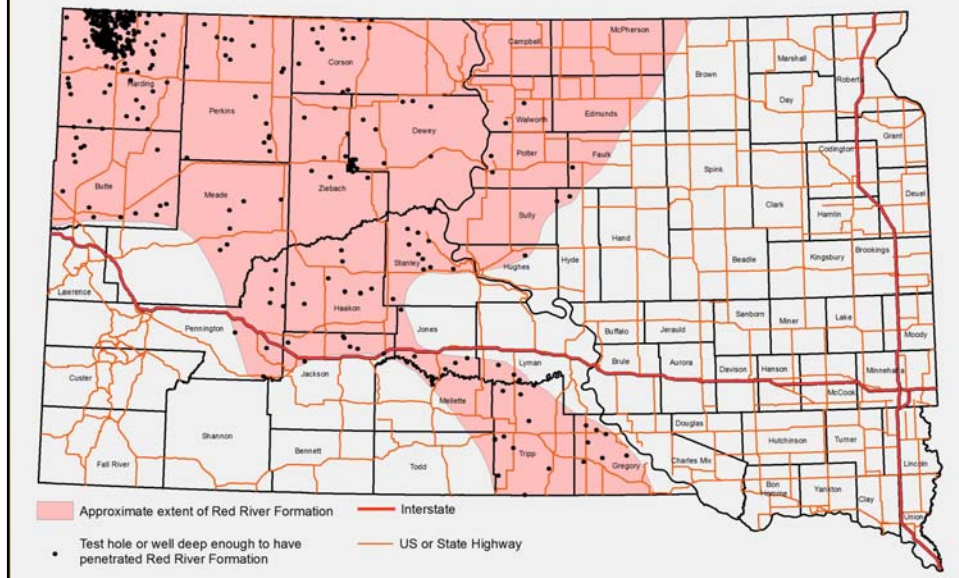 Campbell
McPherson
Corson
Brown
Marshall
Roberts
Harding
Day
Perkins
Dewey
Walworth
Edmunds
Grant
Codington
Potter
Faulk
Butte
Meade
Ziebach
Spink
Deuel
Clark
Hamlin
Sully
Hand
Stanley
Hughes
Hyde
Beadle
Kingsbury
Brookings
Lawrence
Haakon
Pennington
Jones
Buffalo
Jerauld
Sanborn
Miner
Lake
Moody
Custer
Jackson
Lyman
Brule
Aurora
Davison
Hanson
McCook
Minnehaha
Mellette
Shannon
Bennett
Todd
Tripp
Gregory
Douglas
Charles Mix
Hutchinson
Turner
Lincoln
Fall River
Bon
Homme
Yankton
Clay
Union
Approximate extent of Red River Formation
Interstate
Test hole or well deep enough to have
penetrated Red River Formation
US or State Highway